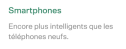 Smartphones
Encore plus intelligents que les
téléphones neufs.